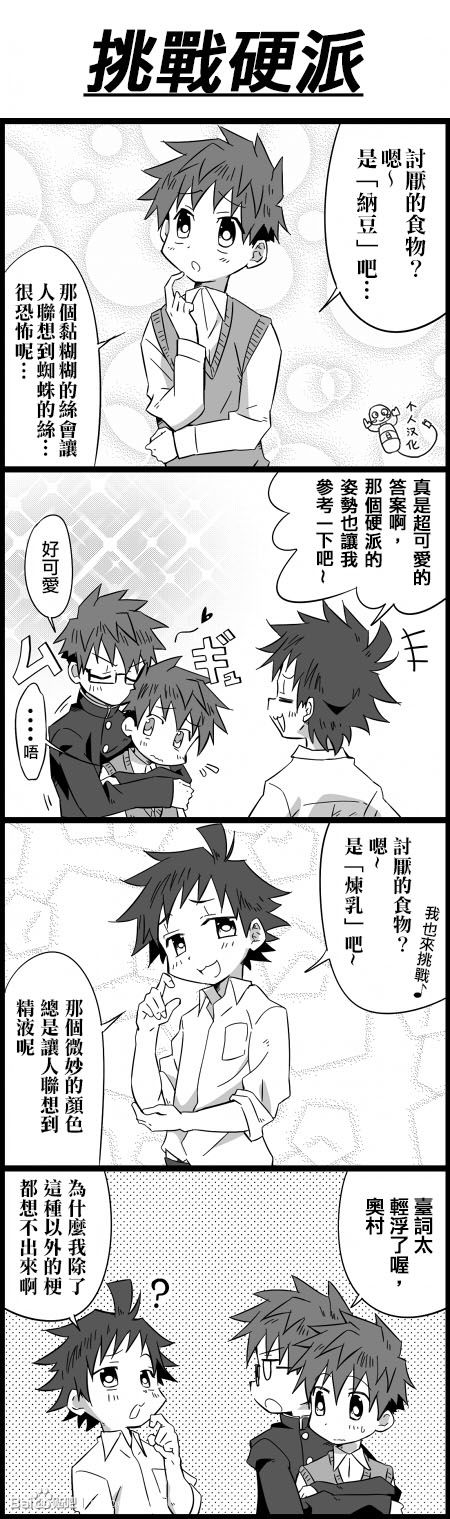 挑戰硬派
討厭的食物？
嗯～
是「納豆」吧…
那個黏糊糊的絲會讓
人聯想到蜘蛛的絲…
很恐怖呢…
个人汉化
真是超可愛的
答案啊，
那個硬派的
姿勢也讓我
參考一下吧～
好可愛
ムギュ
…唔
我也來挑戰♪
討厭的食物？
嗯～
是「煉乳」吧～
那個微妙的顏色
總是讓人聯想到
精液呢
臺詞太
輕浮了喔，
奧村
為什麼我除了
這種以外的梗
都想不出來啊
？
Bai 贴吧